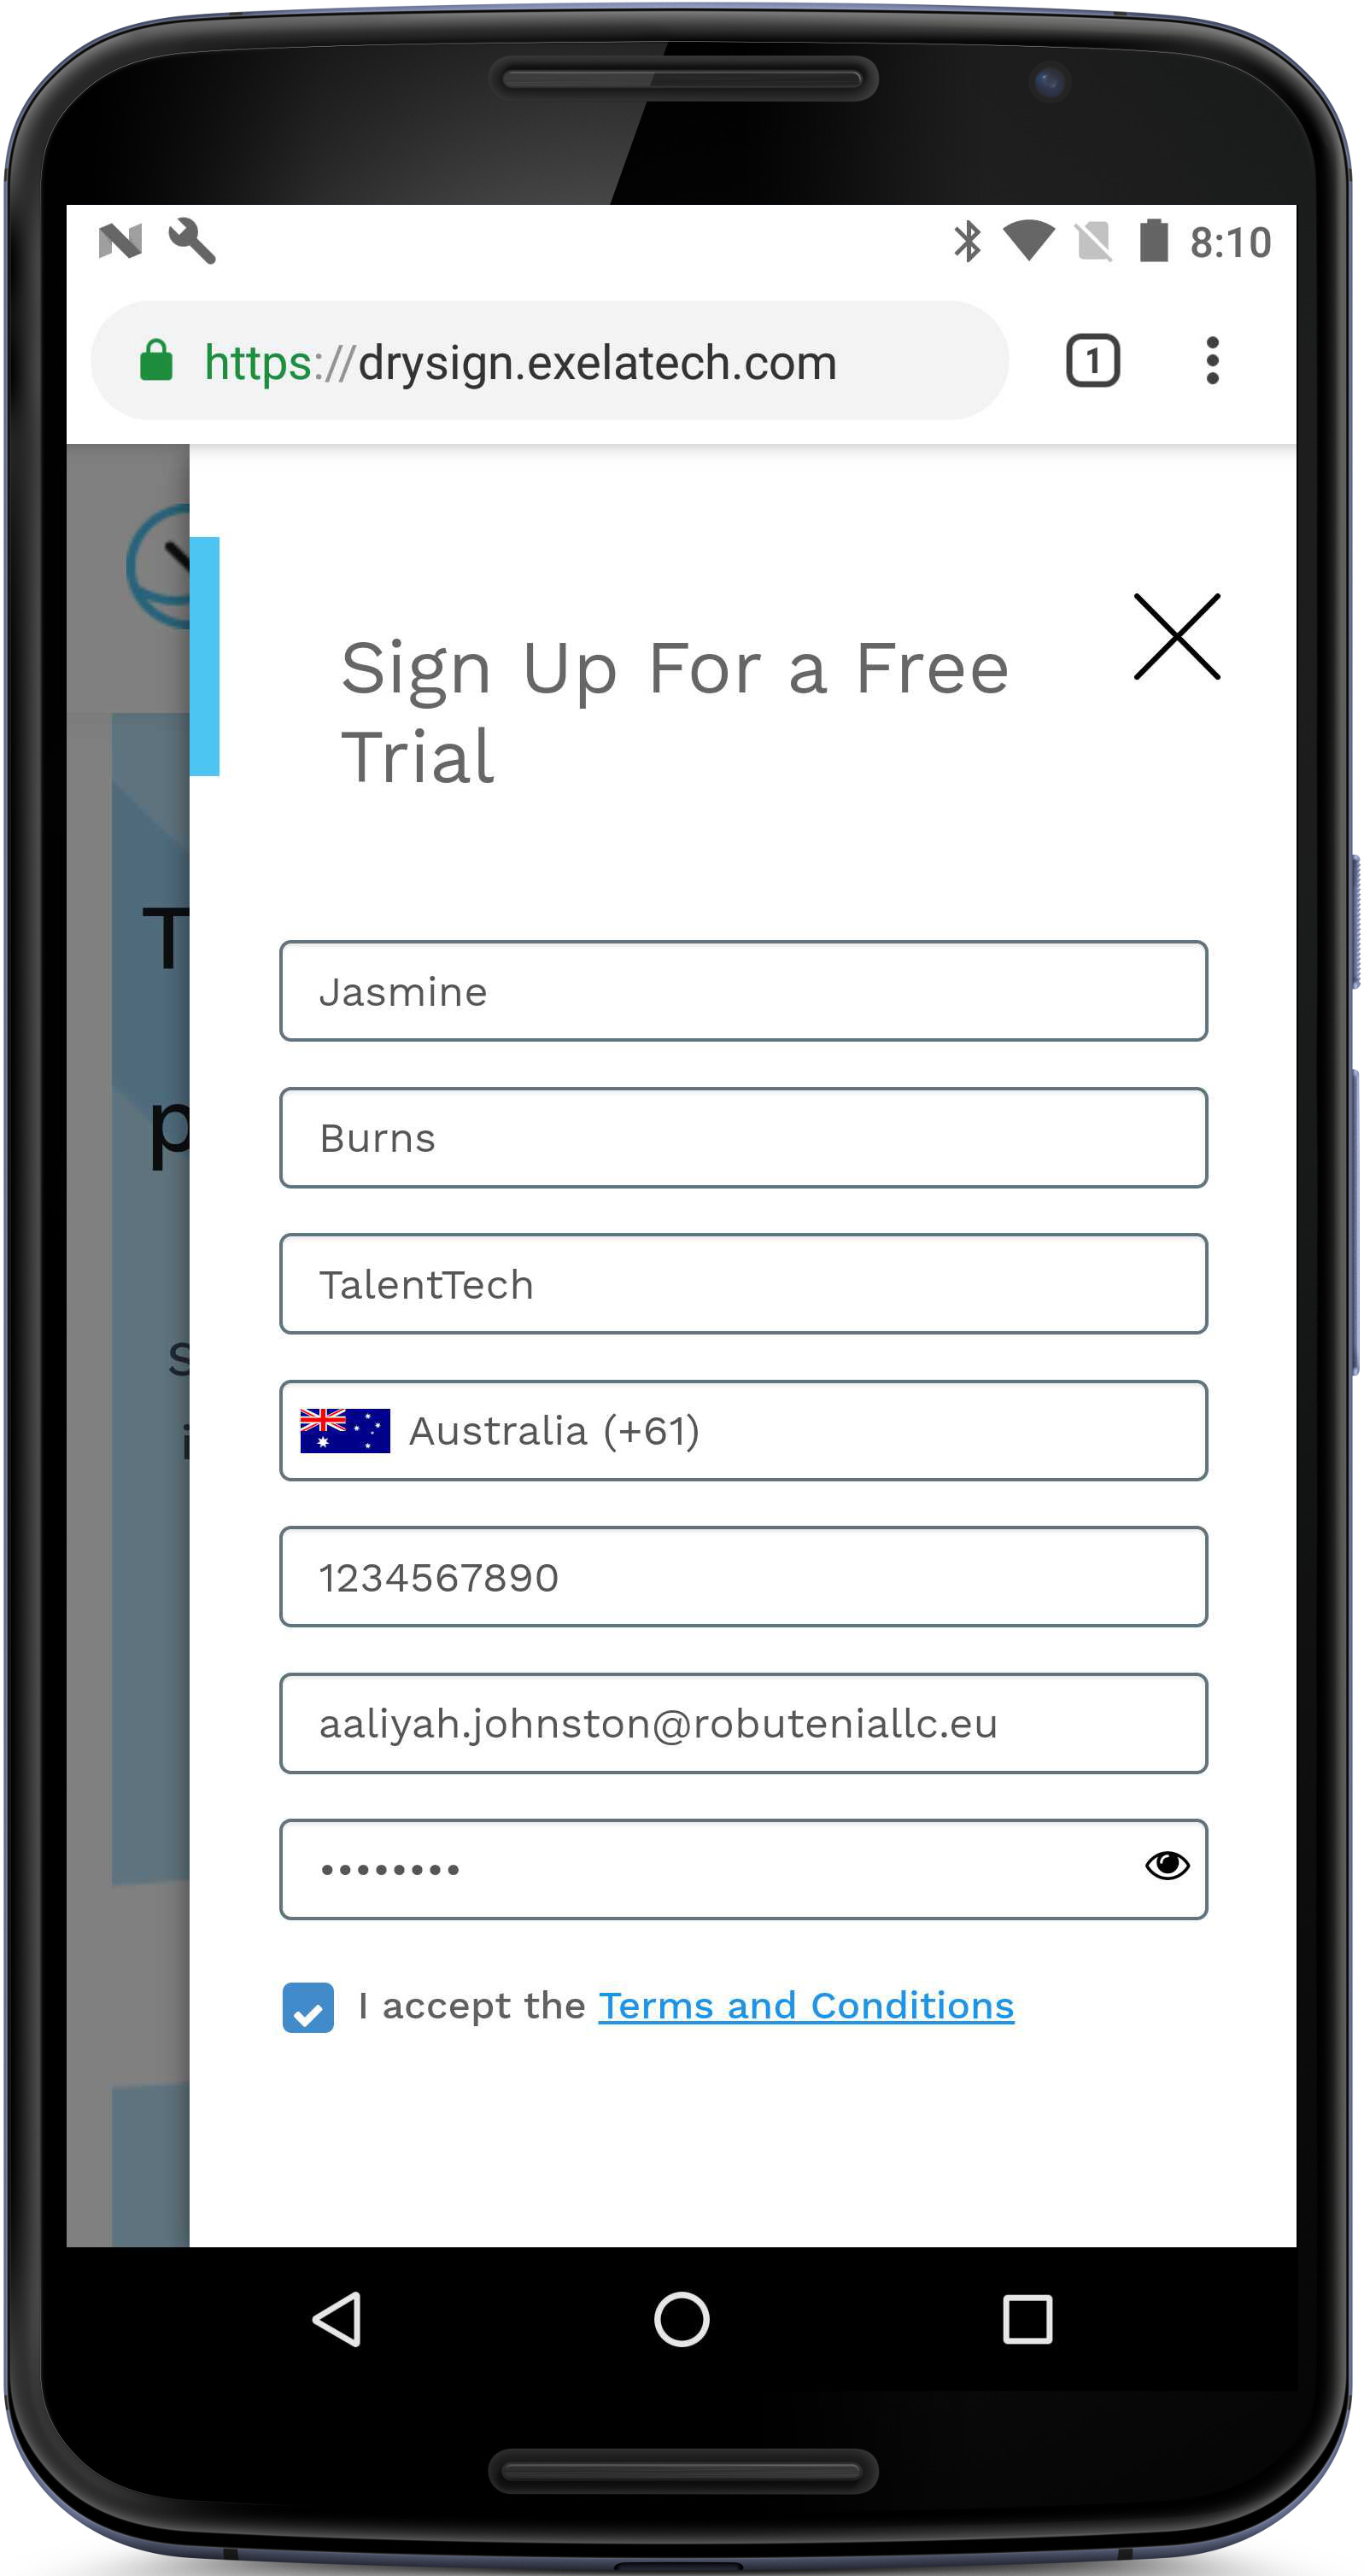 8:10
https://drysign.exelatech.com
1
Sign Up For a Free
Trial
Jasmine
Burns
TalentTech
Australia (+61)
1234567890
aaliyah.johnston@robuteniallc.eu
••••••••
I accept the Terms and Conditions